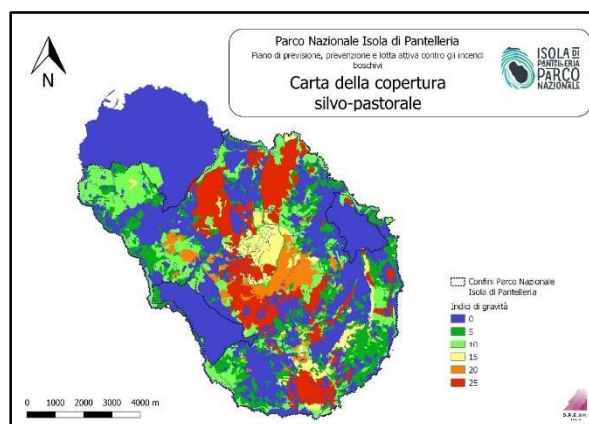 Parco Nazionale Isola di Pantelleria
Piano di previsione, prevenzione e lotta attiva contro gli incendi
boschivi
Carta della copertura
silvo-pastorale
ISOLA DI
PANTELLERIA
PARCO
NAZIONALE
N
Confini Parco Nazionale
Isola di Pantelleria
Indici di gravità
0
5
10
15
20
25
0 1000 2000 3000 4000 m
D.R.E.AM.